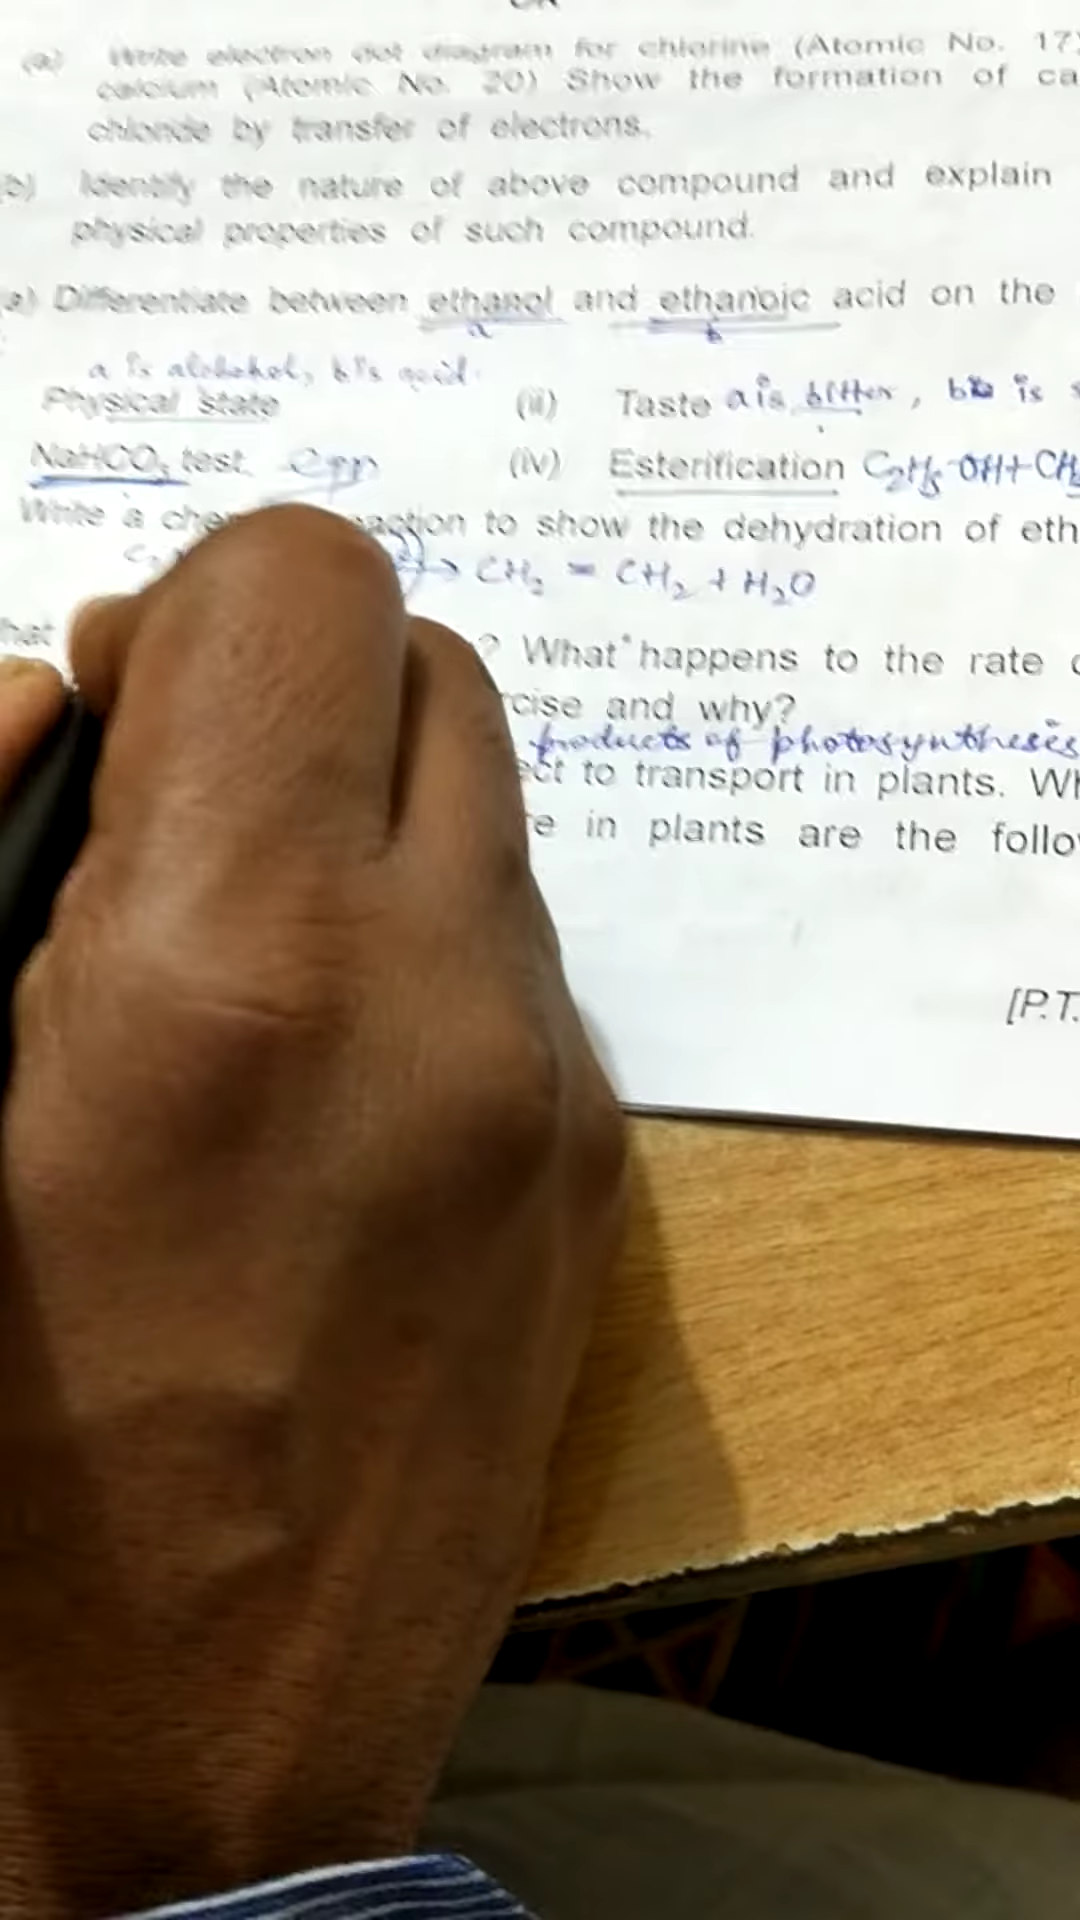 (a) Write electron dot diagram for chlorine (Atomic No. 17)
calcium (Atomic No. 20) Show the formation of ca
chloride by transfer of electrons.
b) Identify the nature of above compound and explain
physical properties of such compound.
a) Differentiate between ethanol and ethanoic acid on the
a b
a is alchohol, b is acid.
Physical state (ii) Taste a is bitter, b is
NaHCO3 test. (iv) Esterification C2H5-OH+CH
Write a che action to show the dehydration of eth
→ CH2 = CH2 + H2O
hat ? What happens to the rate
cise and why?
products of photosynthesis
ect to transport in plants. Wh
e in plants are the follo
[P.T.